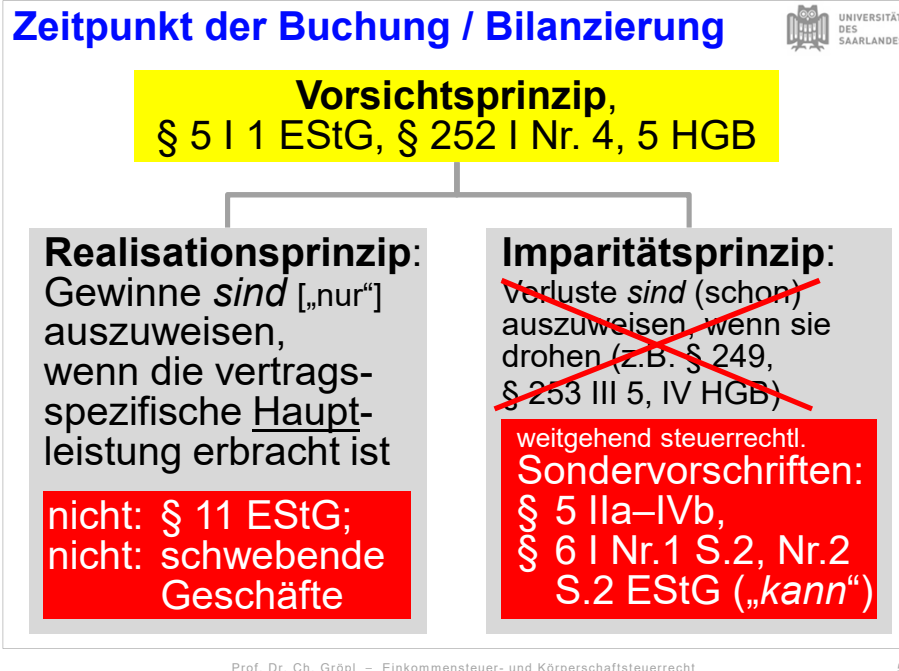 Zeitpunkt der Buchung / Bilanzierung
UNIVERSITÄT
DES
SAARLANDES
Vorsichtsprinzip,
§ 5 I 1 EStG, § 252 I Nr. 4, 5 HGB
Realisationsprinzip:
Gewinne sind [„nur“]
auszuweisen,
wenn die vertrags-
spezifische Haupt-
leistung erbracht ist
nicht: § 11 EStG;
nicht: schwebende
Geschäfte
Imparitätsprinzip:
Verluste sind (schon)
auszuweisen, wenn sie
drohen (z.B. § 249,
§ 253 III 5, IV HGB)
weitgehend steuerrechtl.
Sondervorschriften:
§ 5 IIa–IVb,
§ 6 I Nr.1 S.2, Nr.2
S.2 EStG („kann“)
Prof. Dr. Ch. Gröpl – Einkommensteuer- und Körperschaftsteuerrecht